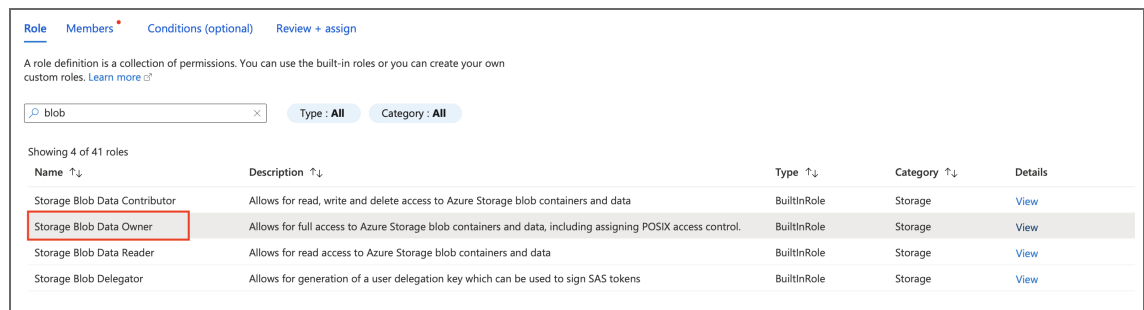 Role Members Conditions (optional) Review + assign
A role definition is a collection of permissions. You can use the built-in roles or you can create your own
custom roles. Learn more
blob Type : All Category : All
Showing 4 of 41 roles
Name ↑↓ Description ↑↓ Type ↑↓ Category ↑↓ Details
Storage Blob Data Contributor Allows for read, write and delete access to Azure Storage blob containers and data BuiltInRole Storage View
Storage Blob Data Owner Allows for full access to Azure Storage blob containers and data, including assigning POSIX access control. BuiltInRole Storage View
Storage Blob Data Reader Allows for read access to Azure Storage blob containers and data BuiltInRole Storage View
Storage Blob Delegator Allows for generation of a user delegation key which can be used to sign SAS tokens BuiltInRole Storage View